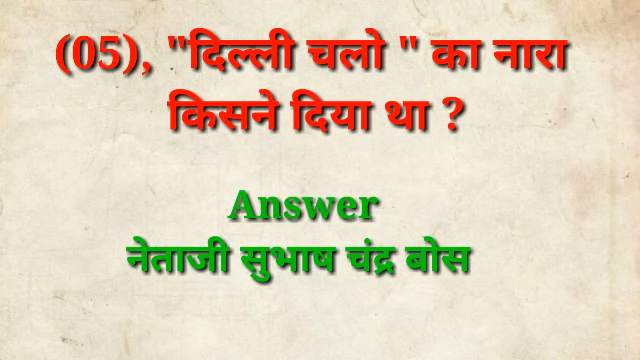 (05), "दिल्ली चलो " का नारा
किसने दिया था ?
Answer
नेताजी सुभाष चंद्र बोस